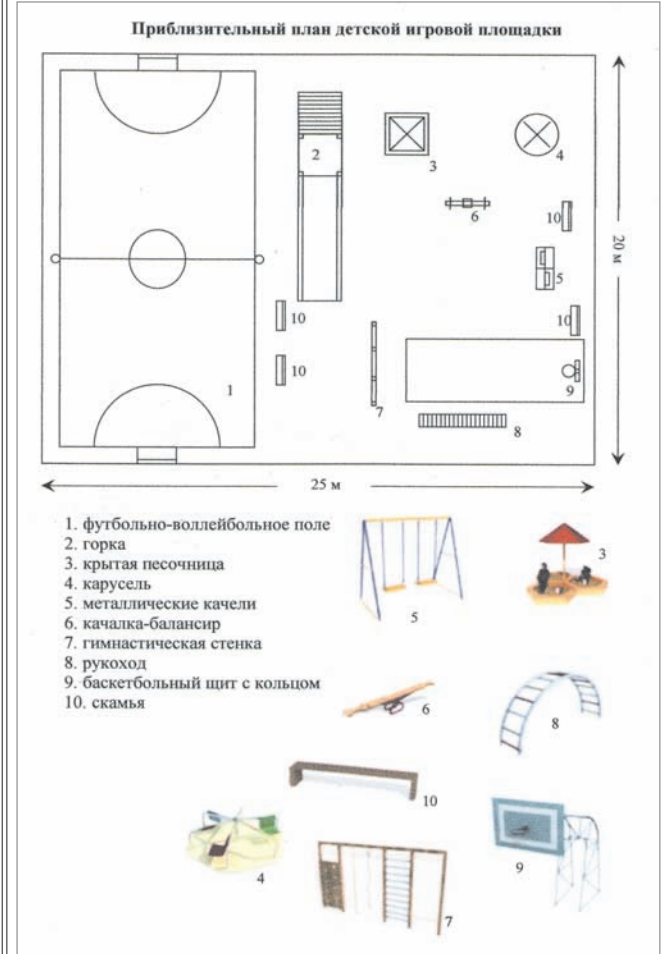 Приблизительный план детской игровой площадки
2
3
4
6
10
5
20 м
10
10
10
9
1
7
8
25 м
1. футбольно-воллейбольное поле
2. горка
3. крытая песочница
4. карусель
5. металлические качели
6. качалка-балансир
7. гимнастическая стенка
8. рукоход
9. баскетбольный щит с кольцом
10. скамья
5
3
6
8
10
4
9
7